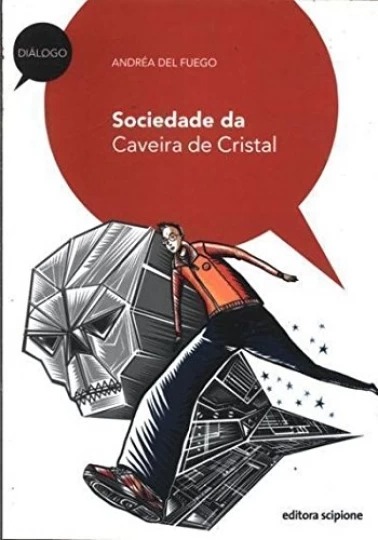 DIÁLOGO
ANDRÉA DEL FUEGO
Sociedade da
Caveira de Cristal
editora scipione